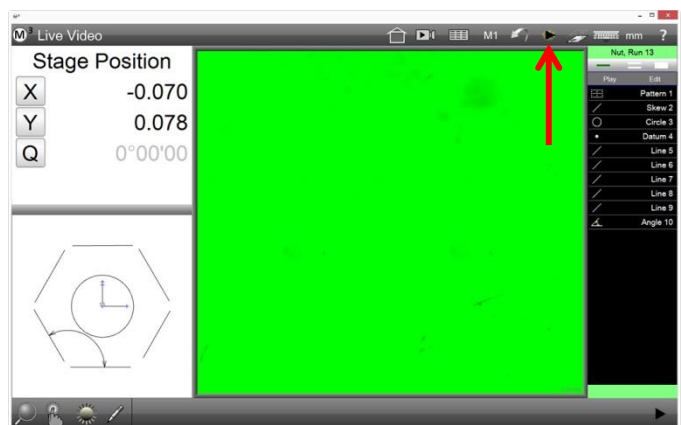 M³ Live Video
M1
mm
?
Stage Position
X -0.070
Y 0.078
Q 0°00'00
Nut, Run 13
Play Edit
Pattern 1
Skew 2
Circle 3
Datum 4
Line 5
Line 6
Line 7
Line 8
Line 9
Angle 10